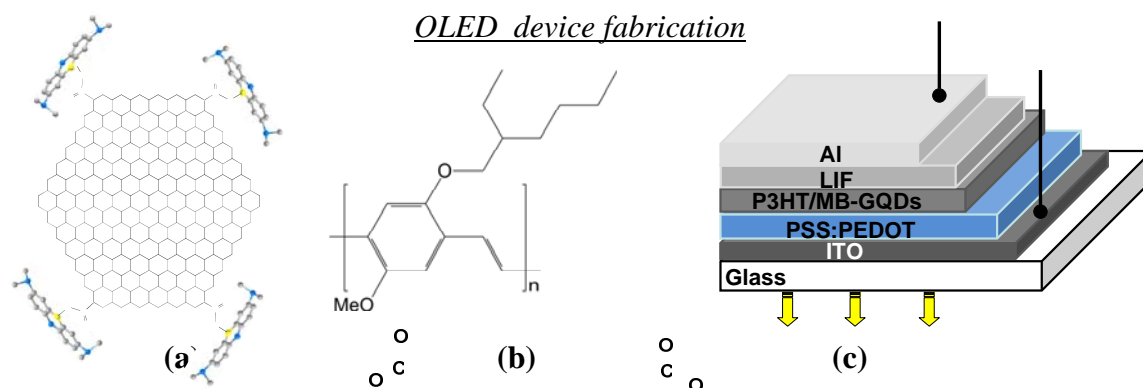 OLED device fabrication
O
MeO
n
(a)
O
C
O
(b)
O
C
O
(c)
Al
LIF
P3HT/MB-GQDs
PSS:PEDOT
ITO
Glass